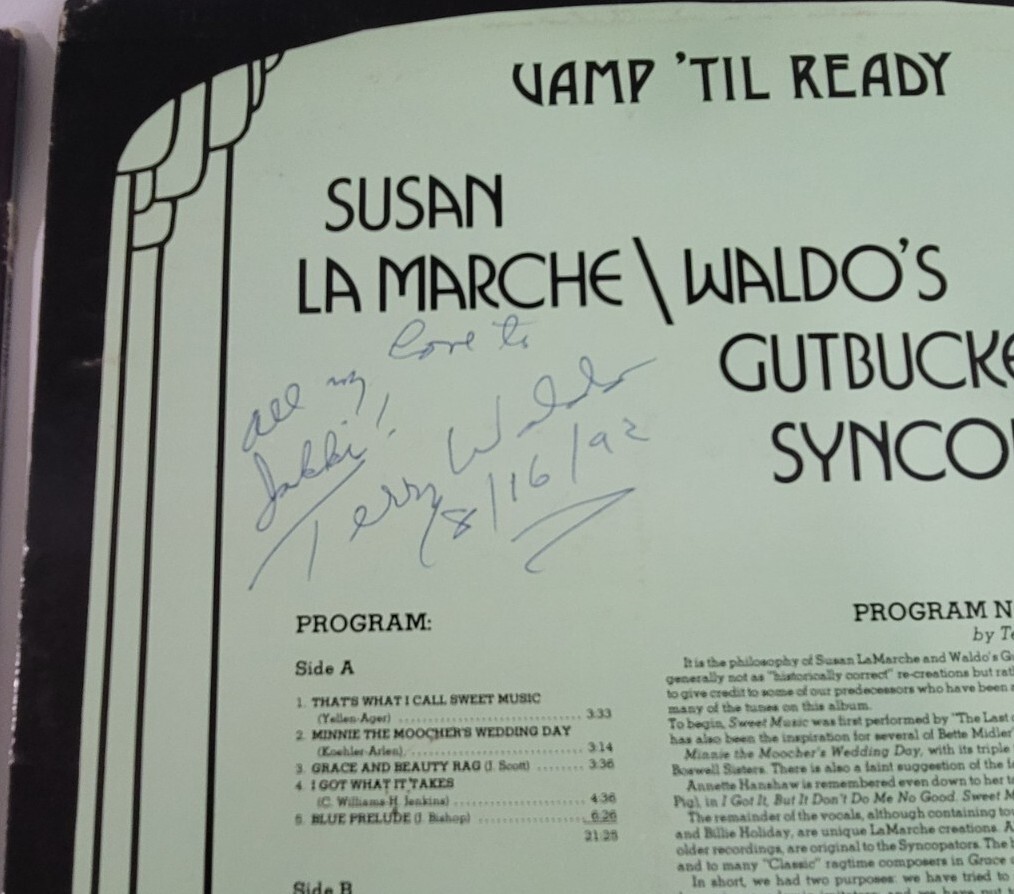 VAMP 'TIL READY
SUSAN
LA MARCHE \ WALDO'S
GUTBUCKE
SYNCO
all my love to
Jakki!
Terry Waldo
8/16/92
PROGRAM:
Side A
1. THAT'S WHAT I CALL SWEET MUSIC
(Yellen-Ager) 3:33
2. MINNIE THE MOOCHER'S WEDDING DAY
(Koehler-Arlen) 3:14
3. GRACE AND BEAUTY RAG (J. Scott) 3:36
4. I GOT WHAT IT TAKES
(C. Williams-H. Jenkins) 4:36
5. BLUE PRELUDE (J. Bishop) 6:26
21:25
Side B
PROGRAM N
by Te
It is the philosophy of Susan LaMarche and Waldo's Gu
generally not as "historically correct" re-creations but rat
to give credit to some of our predecessors who have been
many of the tunes on this album.
To begin, Sweet Music was first performed by "The Last
has also been the inspiration for several of Bette Midler'
Minnie the Moocher's Wedding Day, with its triple
Boswell Sisters. There is also a faint suggestion of the
Annette Hanshaw is remembered even down to her
Pig), in I Got It, But It Don't Do Me No Good. Sweet M
The remainder of the vocals, although containing
and Billie Holiday, are unique LaMarche creations. A
older recordings, are original to the Syncopators. The
and to many "Classic" ragtime composers in Grace
In short, we had two purposes: we have tried to